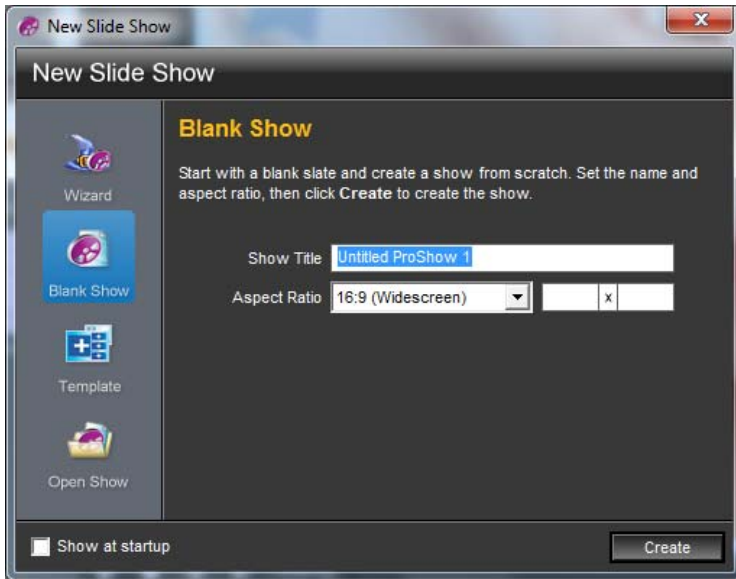 New Slide Show
New Slide Show
Wizard
Blank Show
Template
Open Show
Blank Show
Start with a blank slate and create a show from scratch. Set the name and
aspect ratio, then click Create to create the show.
Show Title Untitled ProShow 1
Aspect Ratio 16:9 (Widescreen) x
Show at startup
Create